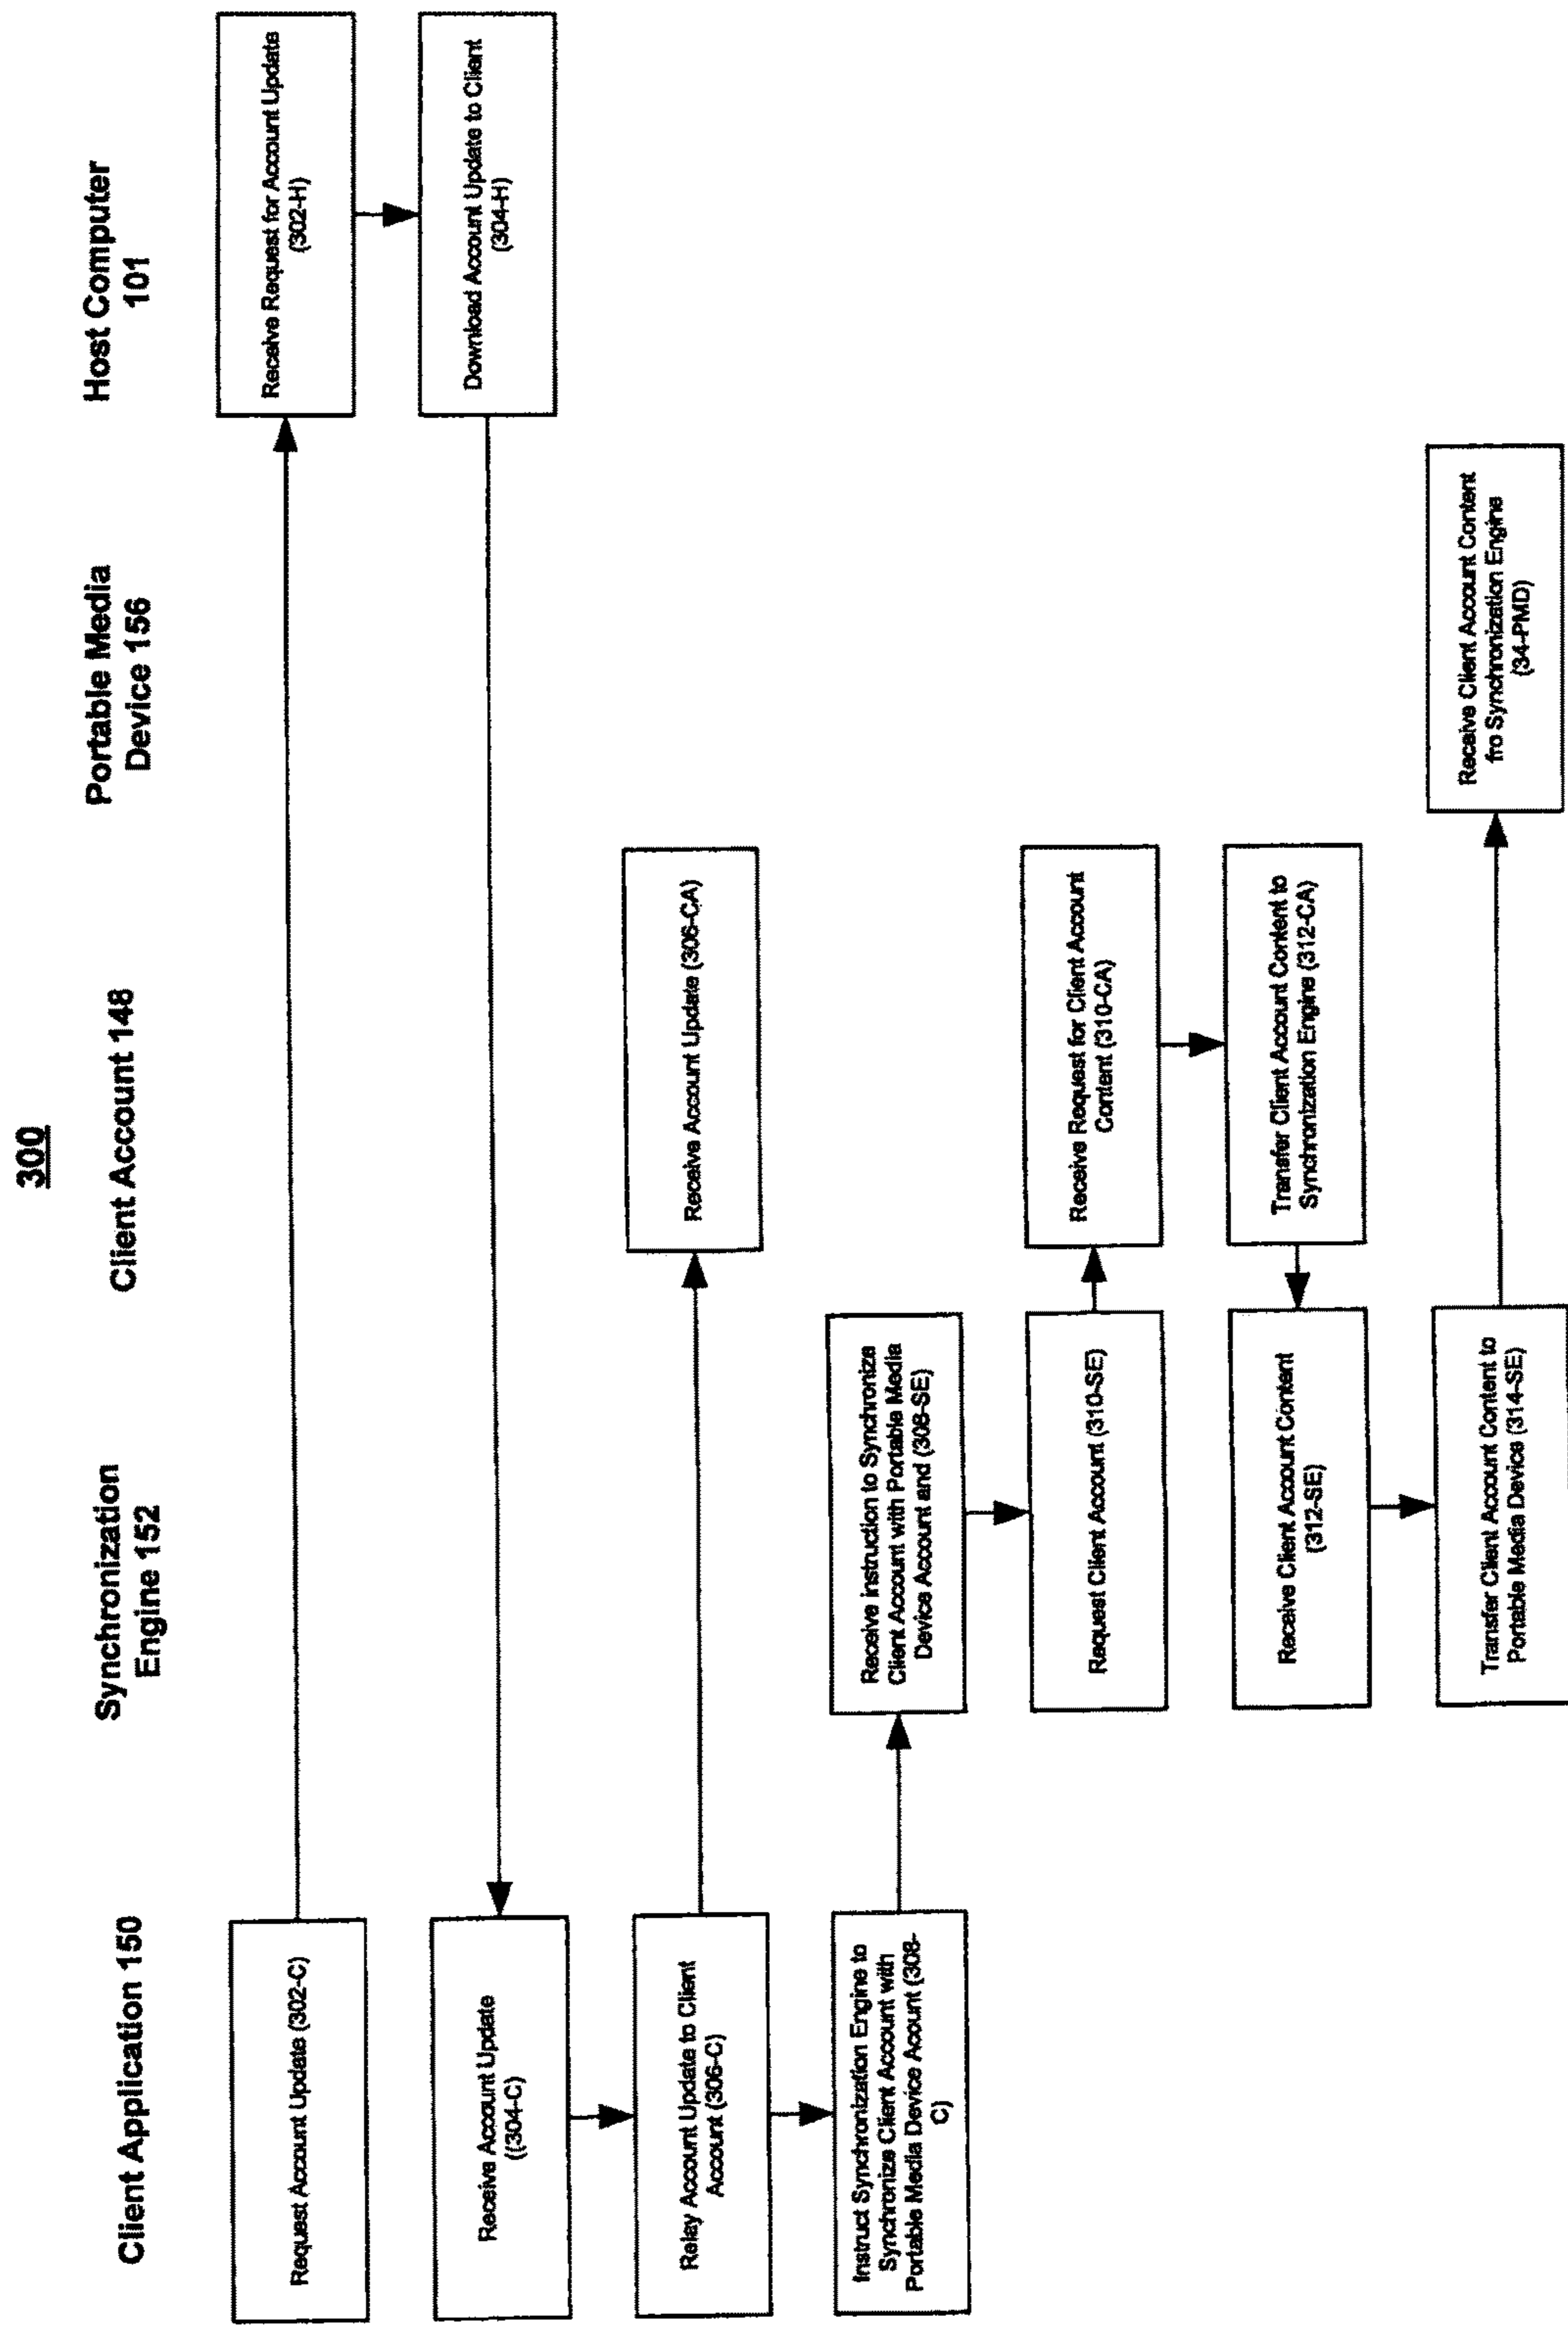 300
Client Application 150
Synchronization
Engine 152
Client Account 148
Portable Media
Device 156
Host Computer
101
Request Account Update (302-C)
Receive Request for Account Update
(302-H)
Receive Account Update
((304-C)
Download Account Update to Client
(304-H)
Relay Account Update to Client
Account (306-C)
Receive Account Update (306-CA)
Instruct Synchronization Engine to
Synchronize Client Account with
Portable Media Device Acount (308-
C)
Receive instruction to Synchronize
Client Account with Portable Media
Device Account and (308-SE)
Request Client Account (310-SE)
Receive Request for Client Account
Content (310-CA)
Receive Client Account Content
(312-SE)
Transfer Client Account Content to
Synchronization Engine (312-CA)
Transfer Client Account Content to
Portable Media Device (314-SE)
Receive Client Account Content
fro Synchronization Engine
(34-PMD)